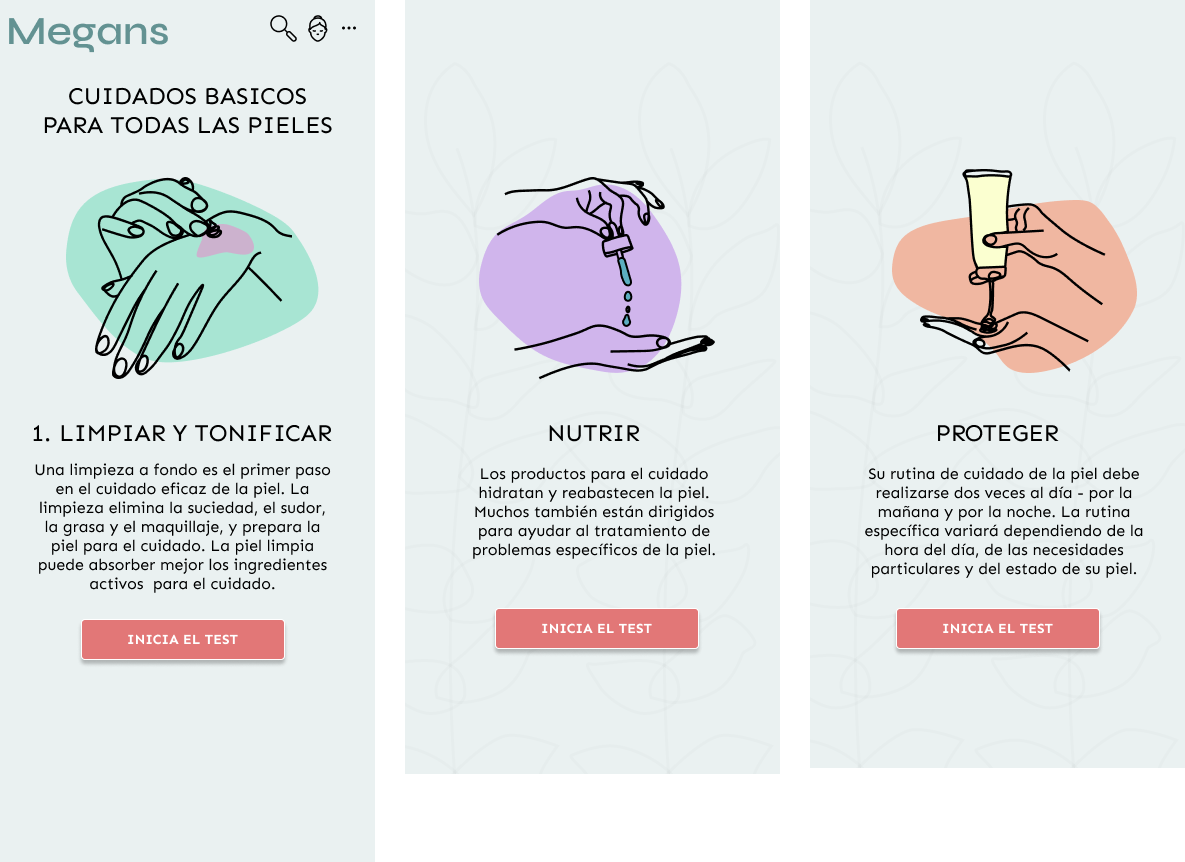 Megans
CUIDADOS BASICOS
PARA TODAS LAS PIELES
1. LIMPIAR Y TONIFICAR
Una limpieza a fondo es el primer paso
en el cuidado eficaz de la piel. La
limpieza elimina la suciedad, el sudor,
la grasa y el maquillaje, y prepara la
piel para el cuidado. La piel limpia
puede absorber mejor los ingredientes
activos  para el cuidado.
INICIA EL TEST
NUTRIR
Los productos para el cuidado
hidratan y reabastecen la piel.
Muchos también están dirigidos
para ayudar al tratamiento de
problemas específicos de la piel.
INICIA EL TEST
PROTEGER
Su rutina de cuidado de la piel debe
realizarse dos veces al día - por la
mañana y por la noche. La rutina
específica variará dependiendo de la
hora del día, de las necesidades
particulares y del estado de su piel.
INICIA EL TEST